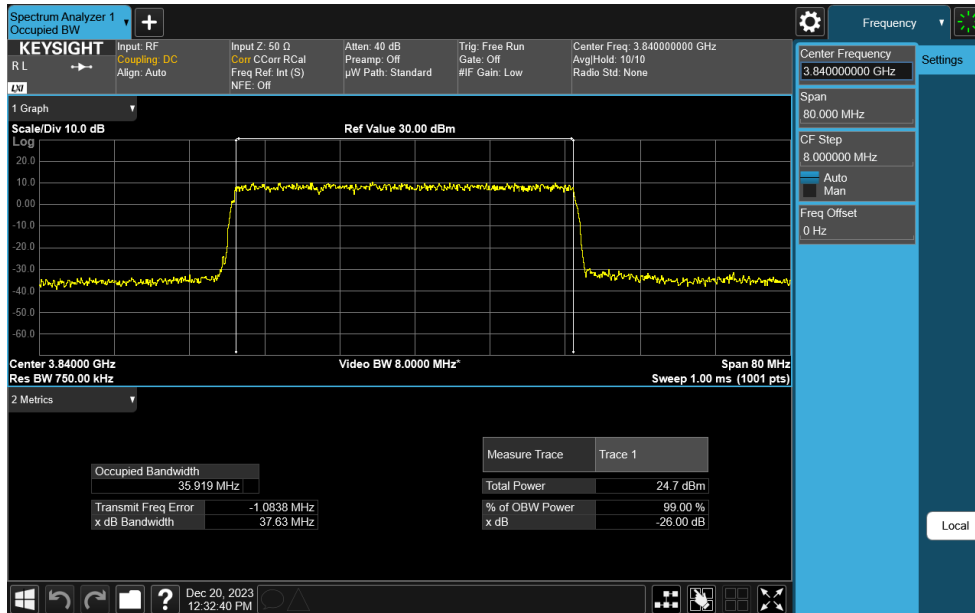 Spectrum Analyzer 1
Occupied BW
Frequency
KEYSIGHT
R L
LXI
Input: RF
Coupling: DC
Align: Auto
Input Z: 50 Ω
Corr CCorr RCal
Freq Ref: Int (S)
NFE: Off
Atten: 40 dB
Preamp: Off
µW Path: Standard
Trig: Free Run
Gate: Off
#IF Gain: Low
Center Freq: 3.840000000 GHz
Avg|Hold: 10/10
Radio Std: None
Center Frequency
3.840000000 GHz
Settings
Span
80.000 MHz
CF Step
8.000000 MHz
Auto
Man
Freq Offset
0 Hz
Local
1 Graph
Scale/Div 10.0 dB
Ref Value 30.00 dBm
Log
20.0
10.0
0.00
-10.0
-20.0
-30.0
-40.0
-50.0
-60.0
Center 3.84000 GHz
Video BW 8.0000 MHz*
Span 80 MHz
Res BW 750.00 kHz
Sweep 1.00 ms (1001 pts)
2 Metrics
Measure Trace Trace 1
Occupied Bandwidth
35.919 MHz
Total Power 24.7 dBm
Transmit Freq Error -1.0838 MHz
% of OBW Power 99.00 %
x dB Bandwidth 37.63 MHz
x dB -26.00 dB
?
Dec 20, 2023
12:32:40 PM